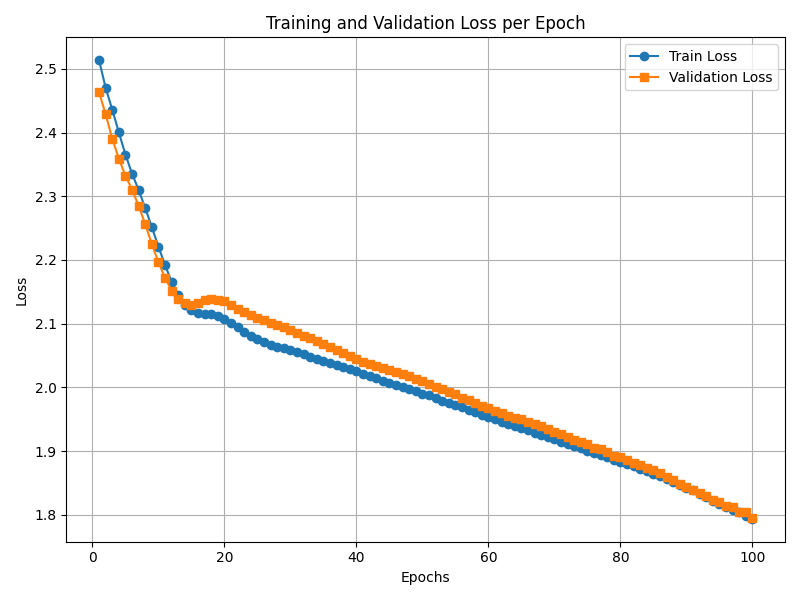 Training and Validation Loss per Epoch
Train Loss
Validation Loss
2.5
2.4
2.3
2.2
2.1
2.0
1.9
1.8
Loss
0 20 40 60 80 100
Epochs